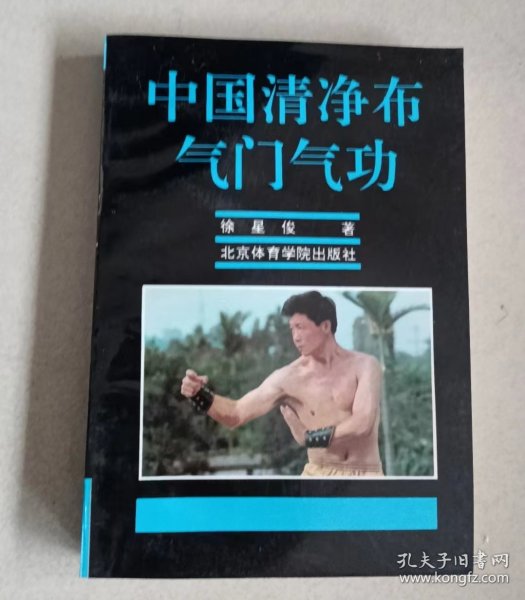 中国清净布
气门气功
徐星俊 著
北京体育学院出版社
孔夫子旧书网
www.kongfz.com